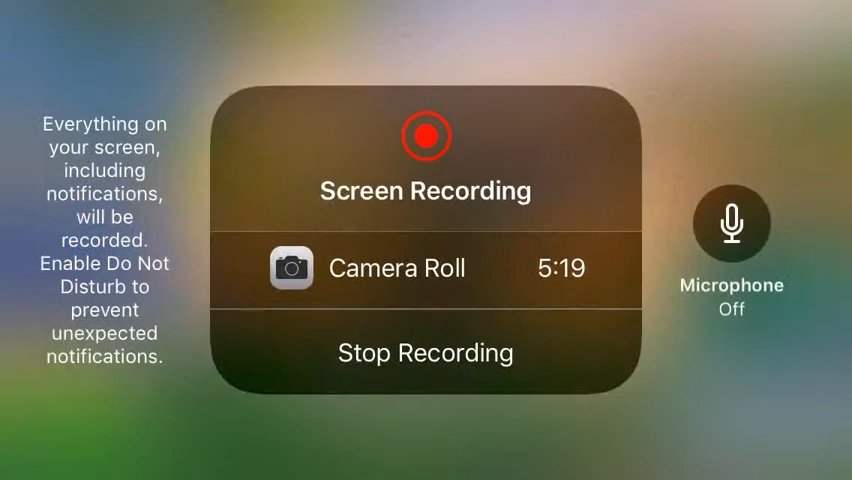 Everything on
your screen,
including
notifications,
will be
recorded.
Enable Do Not
Disturb to
prevent
unexpected
notifications.
Screen Recording
Camera Roll 5:19
Stop Recording
Microphone
Off